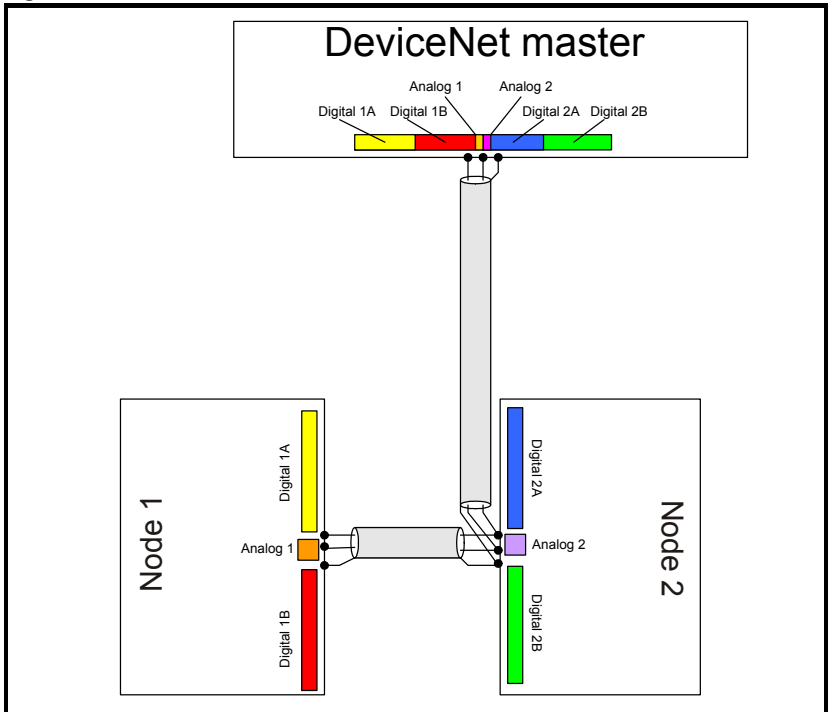 DeviceNet master
Analog 1
Analog 2
Digital 1A
Digital 1B
Digital 2A
Digital 2B
Node 1
Digital 1A
Analog 1
Digital 1B
Digital 2A
Analog 2
Digital 2B
Node 2